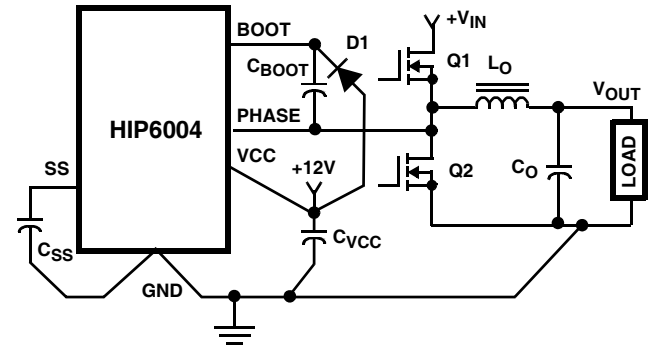 BOOT
D1
+VIN
CBOOT
Q1
LO
VOUT
HIP6004
PHASE
VCC
SS
+12V
Q2
CO
LOAD
CSS
CVCC
GND